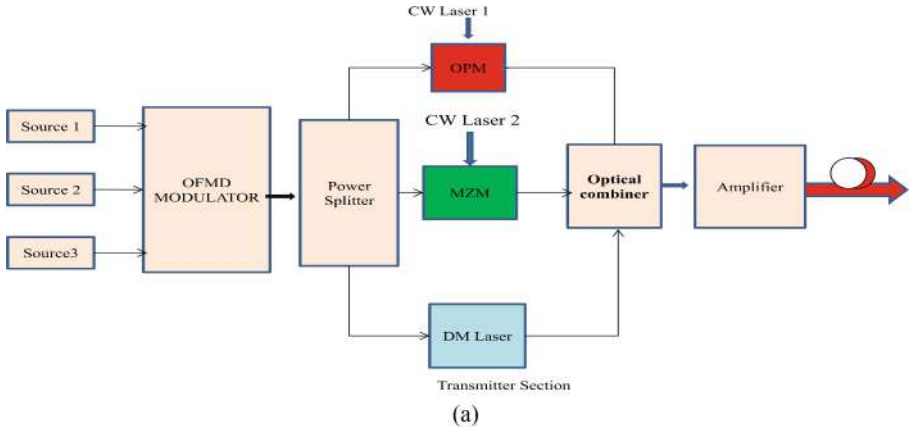 CW Laser 1
OPM
Source 1
CW Laser 2
Source 2
OFMD
MODULATOR
Power
Splitter
MZM
Optical
combiner
Amplifier
Source3
DM Laser
Transmitter Section
(a)